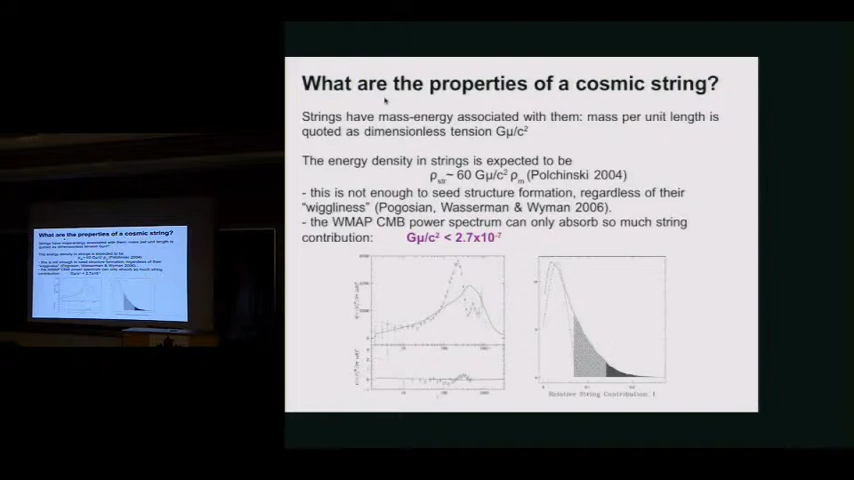 What are the properties of a cosmic string?
Strings have mass-energy associated with them: mass per unit length is
quoted as dimensionless tension Gμ/c²
The energy density in strings is expected to be
ρstr~ 60 Gμ/c² ρm (Polchinski 2004)
- this is not enough to seed structure formation, regardless of their
"wiggliness" (Pogosian, Wasserman & Wyman 2006).
- the WMAP CMB power spectrum can only absorb so much string
contribution: Gμ/c² < 2.7x10⁻⁷
Relative String Contribution, f